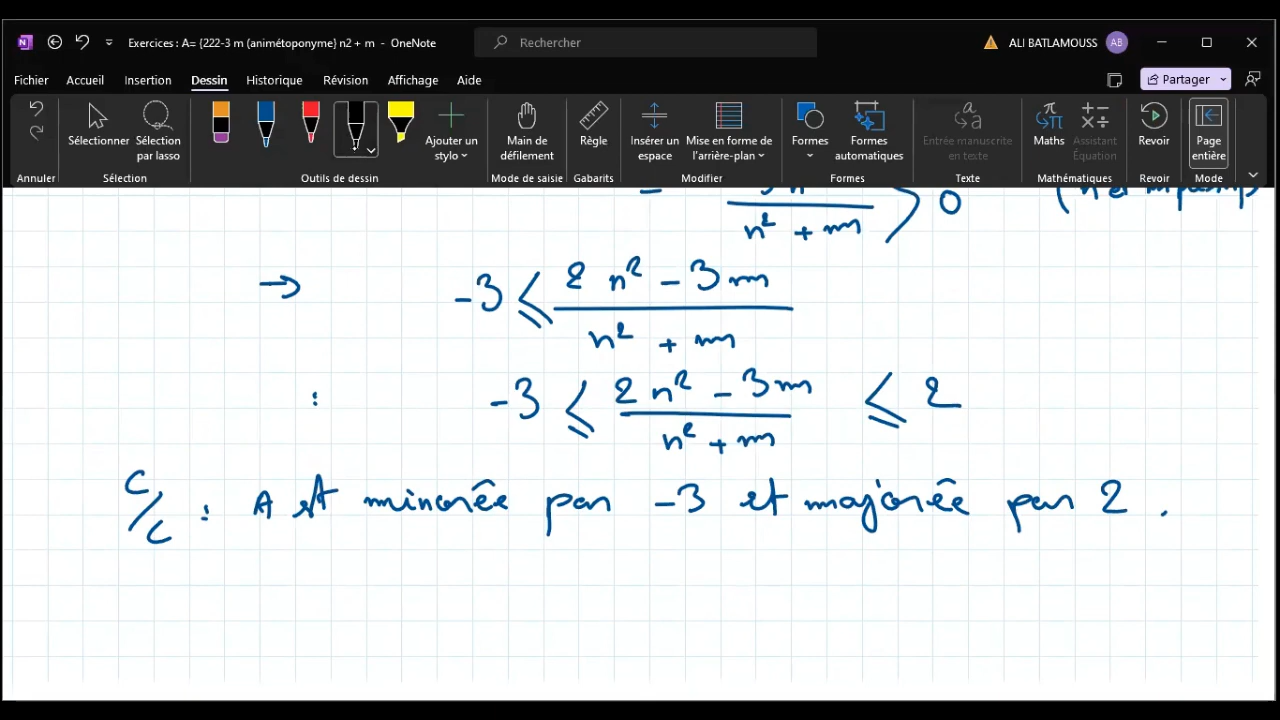 Exercices : A= {222-3 m (animétoponyme) n2 + m - OneNote
Rechercher
ALI BATLAMOUSS AB
Fichier Accueil Insertion Dessin Historique Révision Affichage Aide Partager
Sélectionner Sélection par lasso
Ajouter un stylo
Main de défilement
Règle
Insérer un espace
Mise en forme de l'arrière-plan
Formes
Formes automatiques
Entrée manuscrite en texte
Maths
Assistant Équation
Revoir
Page entière
Annuler Sélection Outils de dessin Mode de saisie Gabarits Modifier Formes Texte Mathématiques Revoir Mode
n² + m > 0
→ -3 ≤ (2n² - 3m)/(n² + m)
: -3 ≤ (2n² - 3m)/(n² + m) ≤ 2
C/C : A est minorée par -3 et majorée par 2 .